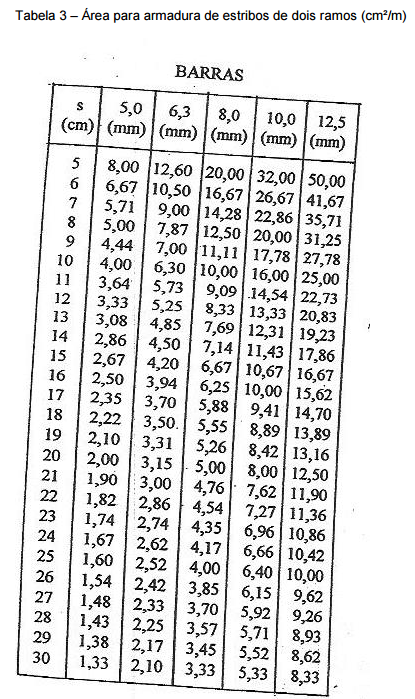 Tabela 3 – Área para armadura de estribos de dois ramos (cm²/m)
BARRAS
s (cm) 5,0 (mm) 6,3 (mm) 8,0 (mm) 10,0 (mm) 12,5 (mm)
5 8,00 12,60 20,00 32,00 50,00
6 6,67 10,50 16,67 26,67 41,67
7 5,71 9,00 14,28 22,86 35,71
8 5,00 7,87 12,50 20,00 31,25
9 4,44 7,00 11,11 17,78 27,78
10 4,00 6,30 10,00 16,00 25,00
11 3,64 5,73 9,09 14,54 22,73
12 3,33 5,25 8,33 13,33 20,83
13 3,08 4,85 7,69 12,31 19,23
14 2,86 4,50 7,14 11,43 17,86
15 2,67 4,20 6,67 10,67 16,67
16 2,50 3,94 6,25 10,00 15,62
17 2,35 3,70 5,88 9,41 14,70
18 2,22 3,50. 5,55 8,89 13,89
19 2,10 3,31 5,26 8,42 13,16
20 2,00 3,15 5,00 8,00 12,50
21 1,90 3,00 4,76 7,62 11,90
22 1,82 2,86 4,54 7,27 11,36
23 1,74 2,74 4,35 6,96 10,86
24 1,67 2,62 4,17 6,66 10,42
25 1,60 2,52 4,00 6,40 10,00
26 1,54 2,42 3,85 6,15 9,62
27 1,48 2,33 3,70 5,92 9,26
28 1,43 2,25 3,57 5,71 8,93
29 1,38 2,17 3,45 5,52 8,62
30 1,33 2,10 3,33 5,33 8,33